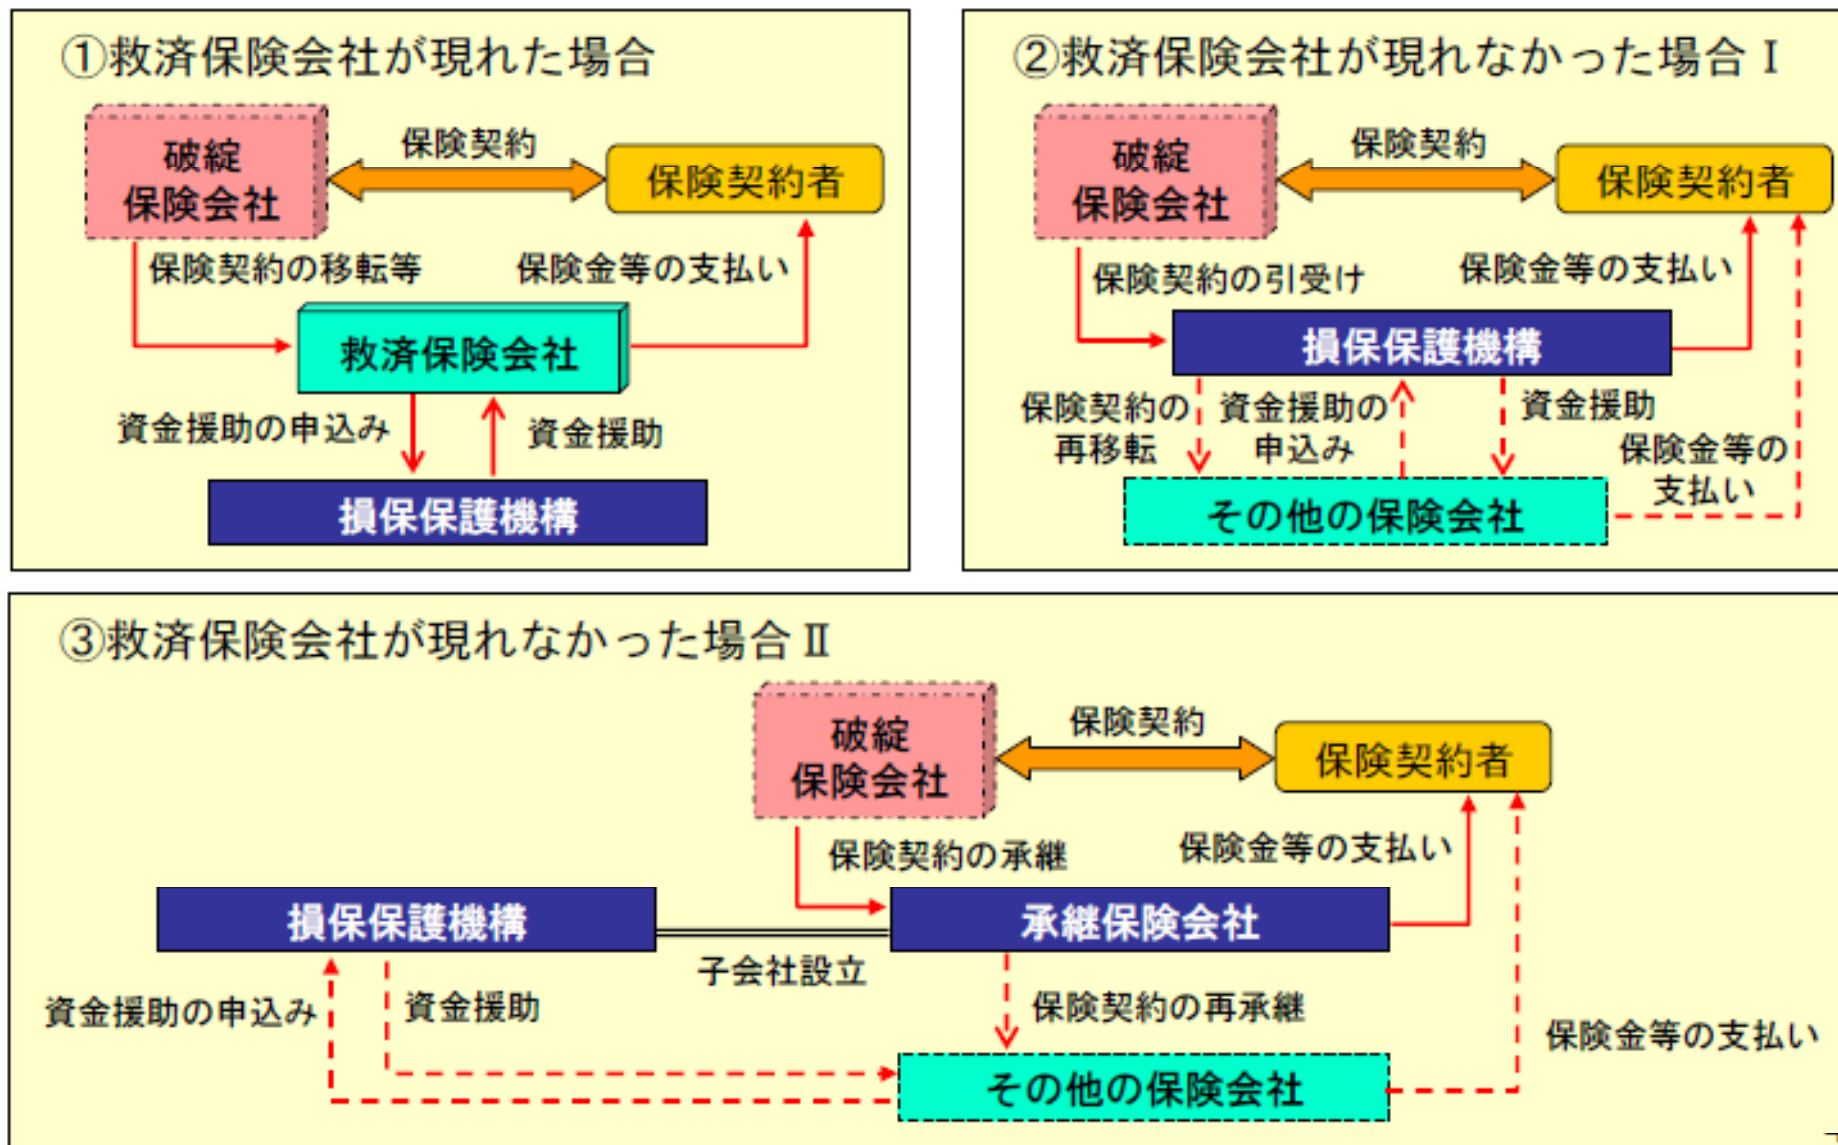 ①救済保険会社が現れた場合
破綻
保険会社
保険契約
保険契約者
保険契約の移転等
保険金等の支払い
救済保険会社
資金援助の申込み
資金援助
損保保護機構
②救済保険会社が現れなかった場合Ⅰ
破綻
保険会社
保険契約
保険契約者
保険契約の引受け
保険金等の支払い
損保保護機構
保険契約の
再移転
資金援助の
申込み
資金援助
保険金等の
支払い
その他の保険会社
③救済保険会社が現れなかった場合Ⅱ
破綻
保険会社
保険契約
保険契約者
保険契約の承継
保険金等の支払い
損保保護機構
承継保険会社
子会社設立
資金援助の申込み
資金援助
保険契約の再承継
保険金等の支払い
その他の保険会社